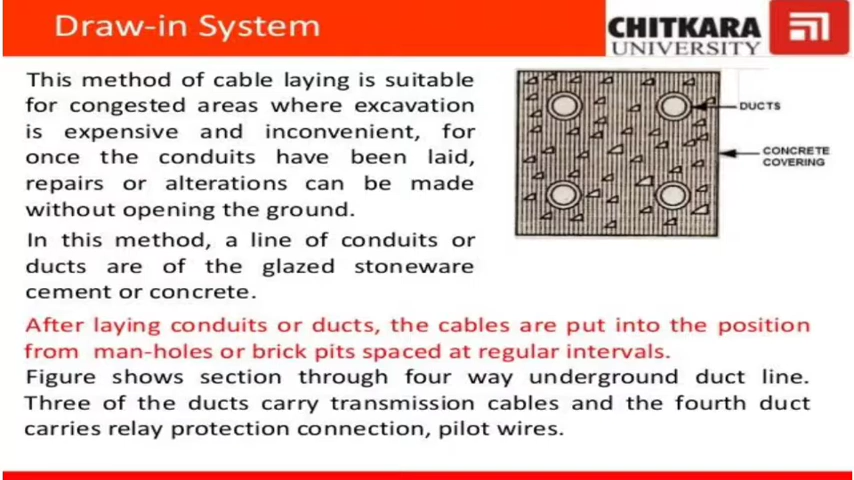 Draw-in System
CHITKARA
UNIVERSITY
This method of cable laying is suitable
for congested areas where excavation
is expensive and inconvenient, for
once the conduits have been laid,
repairs or alterations can be made
without opening the ground.
In this method, a line of conduits or
ducts are of the glazed stoneware
cement or concrete.
DUCTS
CONCRETE
COVERING
After laying conduits or ducts, the cables are put into the position
from man-holes or brick pits spaced at regular intervals.
Figure shows section through four way underground duct line.
Three of the ducts carry transmission cables and the fourth duct
carries relay protection connection, pilot wires.